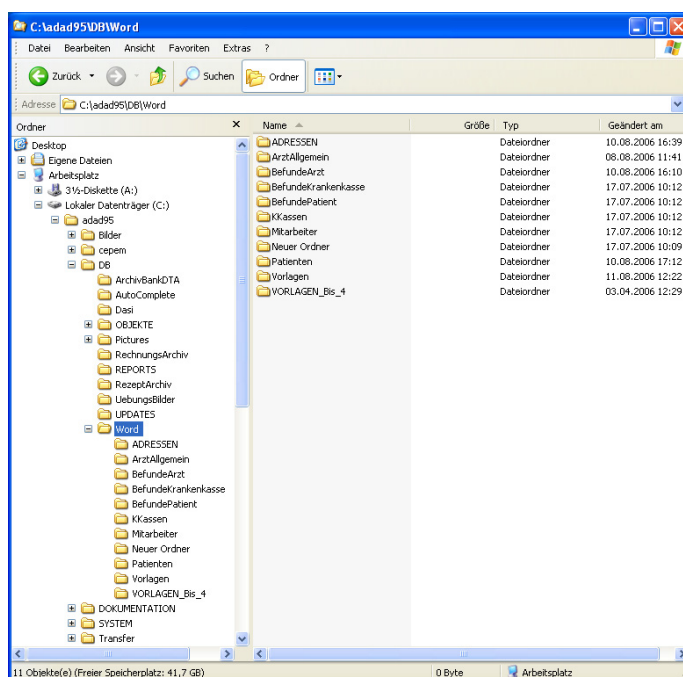 C:\adad95\DB\Word
Datei Bearbeiten Ansicht Favoriten Extras ?
Zurück Suchen Ordner
Adresse C:\adad95\DB\Word
Ordner
Desktop
Eigene Dateien
Arbeitsplatz
3½-Diskette (A:)
Lokaler Datenträger (C:)
adad95
Bilder
cepem
DB
ArchivBankDTA
AutoComplete
Dasi
OBJEKTE
Pictures
RechnungsArchiv
REPORTS
RezeptArchiv
UebungsBilder
UPDATES
Word
ADRESSEN
ArztAllgemein
BefundeArzt
BefundeKrankenkasse
BefundePatient
KKassen
Mitarbeiter
Neuer Ordner
Patienten
Vorlagen
VORLAGEN_Bis_4
DOKUMENTATION
SYSTEM
Transfer
Name Größe Typ Geändert am
ADRESSEN Dateiordner 10.08.2006 16:39
ArztAllgemein Dateiordner 08.08.2006 11:41
BefundeArzt Dateiordner 10.08.2006 16:10
BefundeKrankenkasse Dateiordner 17.07.2006 10:12
BefundePatient Dateiordner 17.07.2006 10:12
KKassen Dateiordner 17.07.2006 10:12
Mitarbeiter Dateiordner 17.07.2006 10:12
Neuer Ordner Dateiordner 17.07.2006 10:09
Patienten Dateiordner 10.08.2006 17:12
Vorlagen Dateiordner 11.08.2006 12:22
VORLAGEN_Bis_4 Dateiordner 03.04.2006 12:29
11 Objekte(e) (Freier Speicherplatz: 41,7 GB) 0 Byte Arbeitsplatz